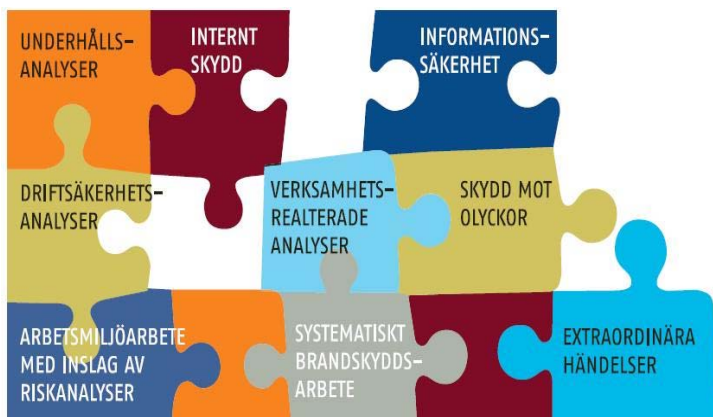 UNDERHÅLLS–
ANALYSER
INTERNT
SKYDD
INFORMATIONS–
SÄKERHET
DRIFTSÄKERHETS–
ANALYSER
VERKSAMHETS–
REALTERADE
ANALYSER
SKYDD MOT
OLYCKOR
ARBETSMILJÖARBETE
MED INSLAG AV
RISKANALYSER
SYSTEMATISKT
BRANDSKYDDS–
ARBETE
EXTRAORDINÄRA
HÄNDELSER